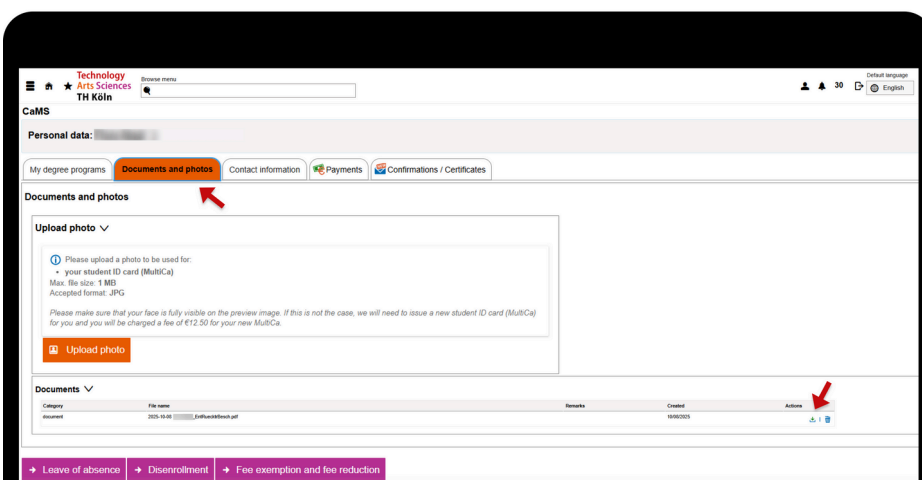 Technology
Arts Sciences
TH Köln
Browse menu
30
Default language
English
CaMS
Personal data:
My degree programs
Documents and photos
Contact information
Payments
Confirmations / Certificates
Documents and photos
Upload photo
Please upload a photo to be used for:
• your student ID card (MultiCa)
Max. file size: 1 MB
Accepted format: JPG
Please make sure that your face is fully visible on the preview image. If this is not the case, we will need to issue a new student ID card (MultiCa)
for you and you will be charged a fee of €12.50 for your new MultiCa.
Upload photo
Documents
Category File name Remarks Created Actions
document 2025-10-00 10/08/2025
Leave of absence
Disenrollment
Fee exemption and fee reduction